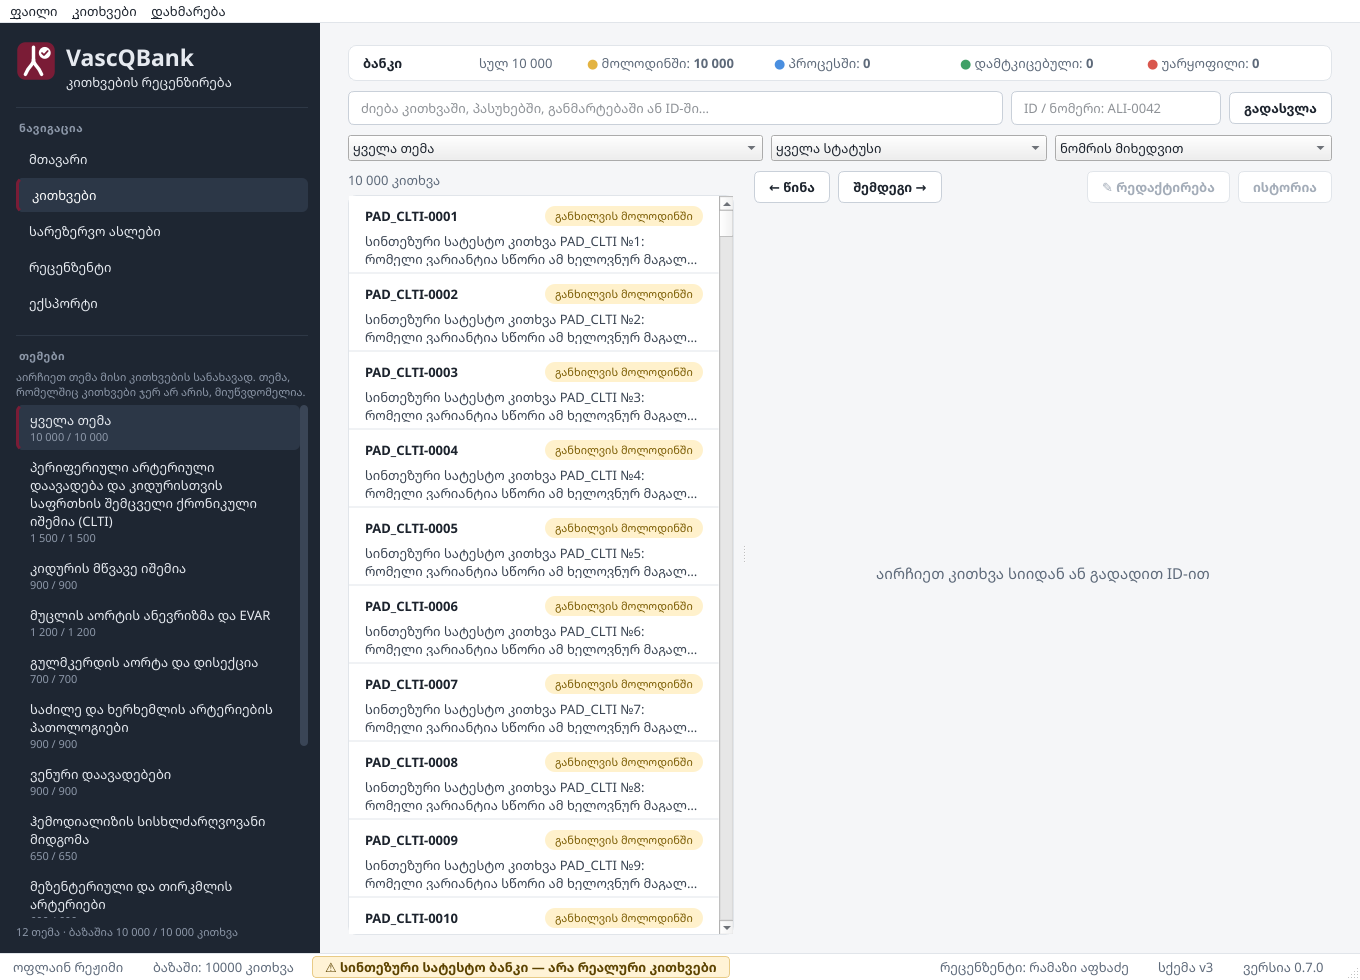 ფაილი კითხვები დახმარება
VascQBank
კითხვების რეცენზირება
ნავიგაცია
მთავარი
კითხვები
სარეზერვო ასლები
რეცენზენტი
ექსპორტი
თემები
აირჩიეთ თემა მისი კითხვების სანახავად. თემა,
რომელშიც კითხვები ჯერ არ არის, მიუწვდომელია.
ყველა თემა
10 000 / 10 000
პერიფერიული არტერიული
დაავადება და კიდურისთვის
საფრთხის შემცველი ქრონიკული
იშემია (CLTI)
1 500 / 1 500
კიდურის მწვავე იშემია
900 / 900
მუცლის აორტის ანევრიზმა და EVAR
1 200 / 1 200
გულმკერდის აორტა და დისექცია
700 / 700
საძილე და ხერხემლის არტერიების
პათოლოგიები
900 / 900
ვენური დაავადებები
900 / 900
ჰემოდიალიზის სისხლძარღვოვანი
მიდგომა
650 / 650
მეზენტერიული და თირკმლის
არტერიები
12 თემა · ბაზაშია 10 000 / 10 000 კითხვა
ბანკი სულ 10 000 მოლოდინში: 10 000 პროცესში: 0 დამტკიცებული: 0 უარყოფილი: 0
ძიება კითხვაში, პასუხებში, განმარტებაში ან ID-ში... ID / ნომერი: ALI-0042 გადასვლა
ყველა თემა ყველა სტატუსი ნომრის მიხედვით
10 000 კითხვა ← წინა შემდეგი → ✎ რედაქტირება ისტორია
PAD_CLTI-0001 განხილვის მოლოდინში
სინთეზური სატესტო კითხვა PAD_CLTI №1:
რომელი ვარიანტია სწორი ამ ხელოვნურ მაგალ...
PAD_CLTI-0002 განხილვის მოლოდინში
სინთეზური სატესტო კითხვა PAD_CLTI №2:
რომელი ვარიანტია სწორი ამ ხელოვნურ მაგალ...
PAD_CLTI-0003 განხილვის მოლოდინში
სინთეზური სატესტო კითხვა PAD_CLTI №3:
რომელი ვარიანტია სწორი ამ ხელოვნურ მაგალ...
PAD_CLTI-0004 განხილვის მოლოდინში
სინთეზური სატესტო კითხვა PAD_CLTI №4:
რომელი ვარიანტია სწორი ამ ხელოვნურ მაგალ...
PAD_CLTI-0005 განხილვის მოლოდინში
სინთეზური სატესტო კითხვა PAD_CLTI №5:
რომელი ვარიანტია სწორი ამ ხელოვნურ მაგალ...
PAD_CLTI-0006 განხილვის მოლოდინში
სინთეზური სატესტო კითხვა PAD_CLTI №6:
რომელი ვარიანტია სწორი ამ ხელოვნურ მაგალ...
PAD_CLTI-0007 განხილვის მოლოდინში
სინთეზური სატესტო კითხვა PAD_CLTI №7:
რომელი ვარიანტია სწორი ამ ხელოვნურ მაგალ...
PAD_CLTI-0008 განხილვის მოლოდინში
სინთეზური სატესტო კითხვა PAD_CLTI №8:
რომელი ვარიანტია სწორი ამ ხელოვნურ მაგალ...
PAD_CLTI-0009 განხილვის მოლოდინში
სინთეზური სატესტო კითხვა PAD_CLTI №9:
რომელი ვარიანტია სწორი ამ ხელოვნურ მაგალ...
PAD_CLTI-0010 განხილვის მოლოდინში
აირჩიეთ კითხვა სიიდან ან გადადით ID-ით
ოფლაინ რეჟიმი ბაზაში: 10000 კითხვა ⚠ სინთეზური სატესტო ბანკი — არა რეალური კითხვები რეცენზენტი: რამაზი აფხაძე სქემა v3 ვერსია 0.7.0